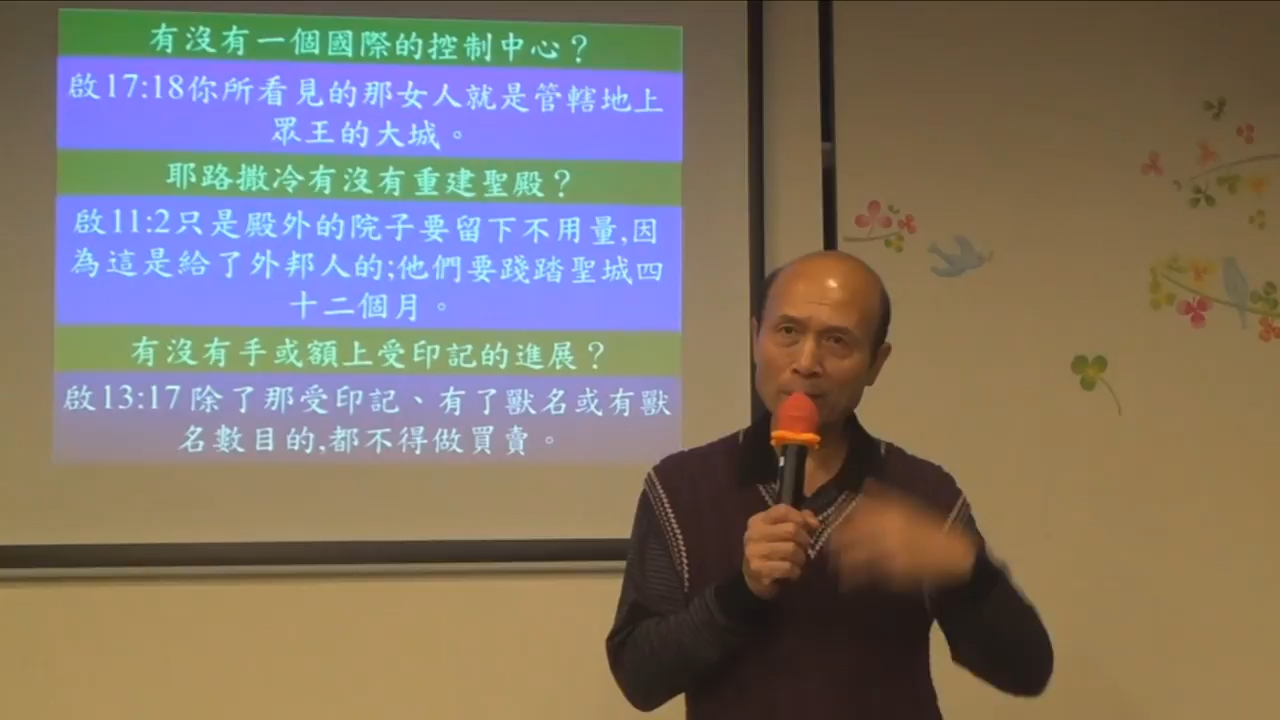 有沒有一個國際的控制中心？
啟17:18你所看見的那女人就是管轄地上
眾王的大城。
耶路撒冷有沒有重建聖殿？
啟11:2只是殿外的院子要留下不用量,因
為這是給了外邦人的;他們要踐踏聖城四
十二個月。
有沒有手或額上受印記的進展？
啟13:17 除了那受印記、有了獸名或有獸
名數目的,都不得做買賣。